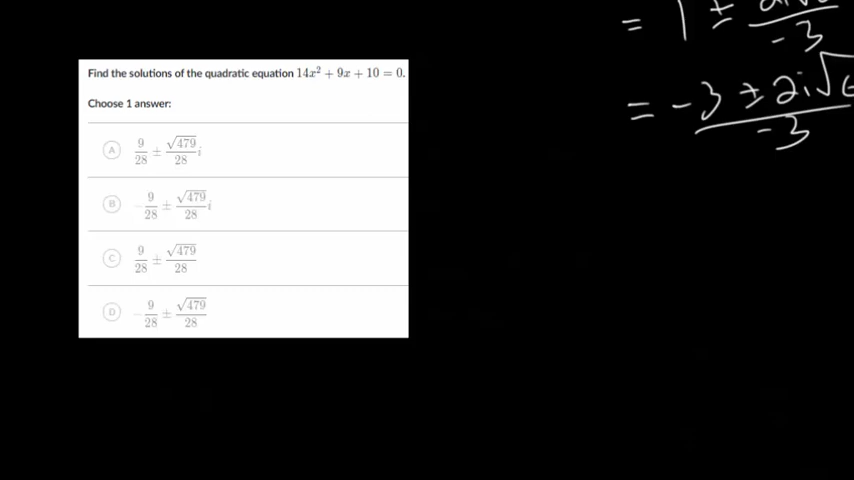 = 1 ± 
-3
= -3 ± 2i√6
-3
Find the solutions of the quadratic equation 14x² + 9x + 10 = 0.
Choose 1 answer:
A 9/28 ± √479/28 i
B -9/28 ± √479/28 i
C 9/28 ± √479/28
D -9/28 ± √479/28